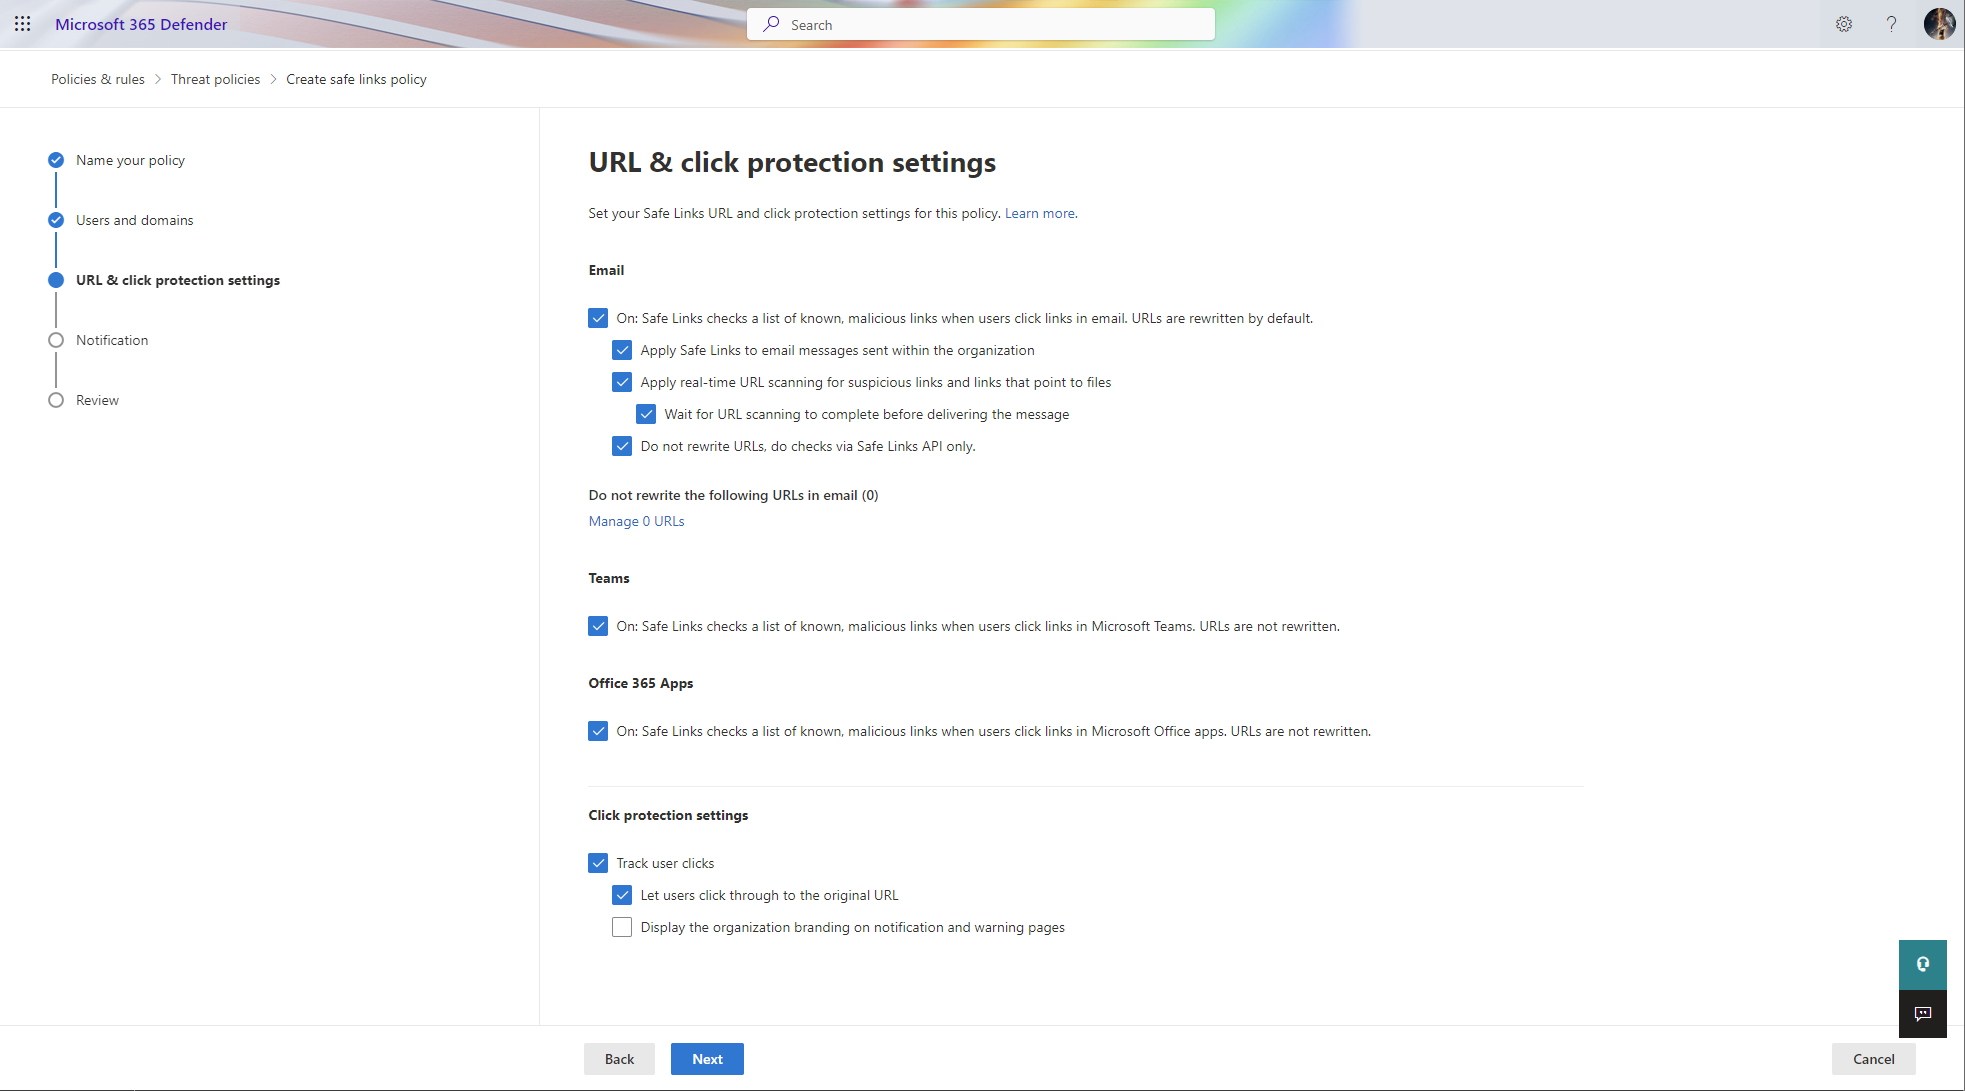 Microsoft 365 Defender
Search
Policies & rules > Threat policies > Create safe links policy
Name your policy
Users and domains
URL & click protection settings
Notification
Review
URL & click protection settings
Set your Safe Links URL and click protection settings for this policy. Learn more.
Email
On: Safe Links checks a list of known, malicious links when users click links in email. URLs are rewritten by default.
Apply Safe Links to email messages sent within the organization
Apply real-time URL scanning for suspicious links and links that point to files
Wait for URL scanning to complete before delivering the message
Do not rewrite URLs, do checks via Safe Links API only.
Do not rewrite the following URLs in email (0)
Manage 0 URLs
Teams
On: Safe Links checks a list of known, malicious links when users click links in Microsoft Teams. URLs are not rewritten.
Office 365 Apps
On: Safe Links checks a list of known, malicious links when users click links in Microsoft Office apps. URLs are not rewritten.
Click protection settings
Track user clicks
Let users click through to the original URL
Display the organization branding on notification and warning pages
Back
Next
Cancel